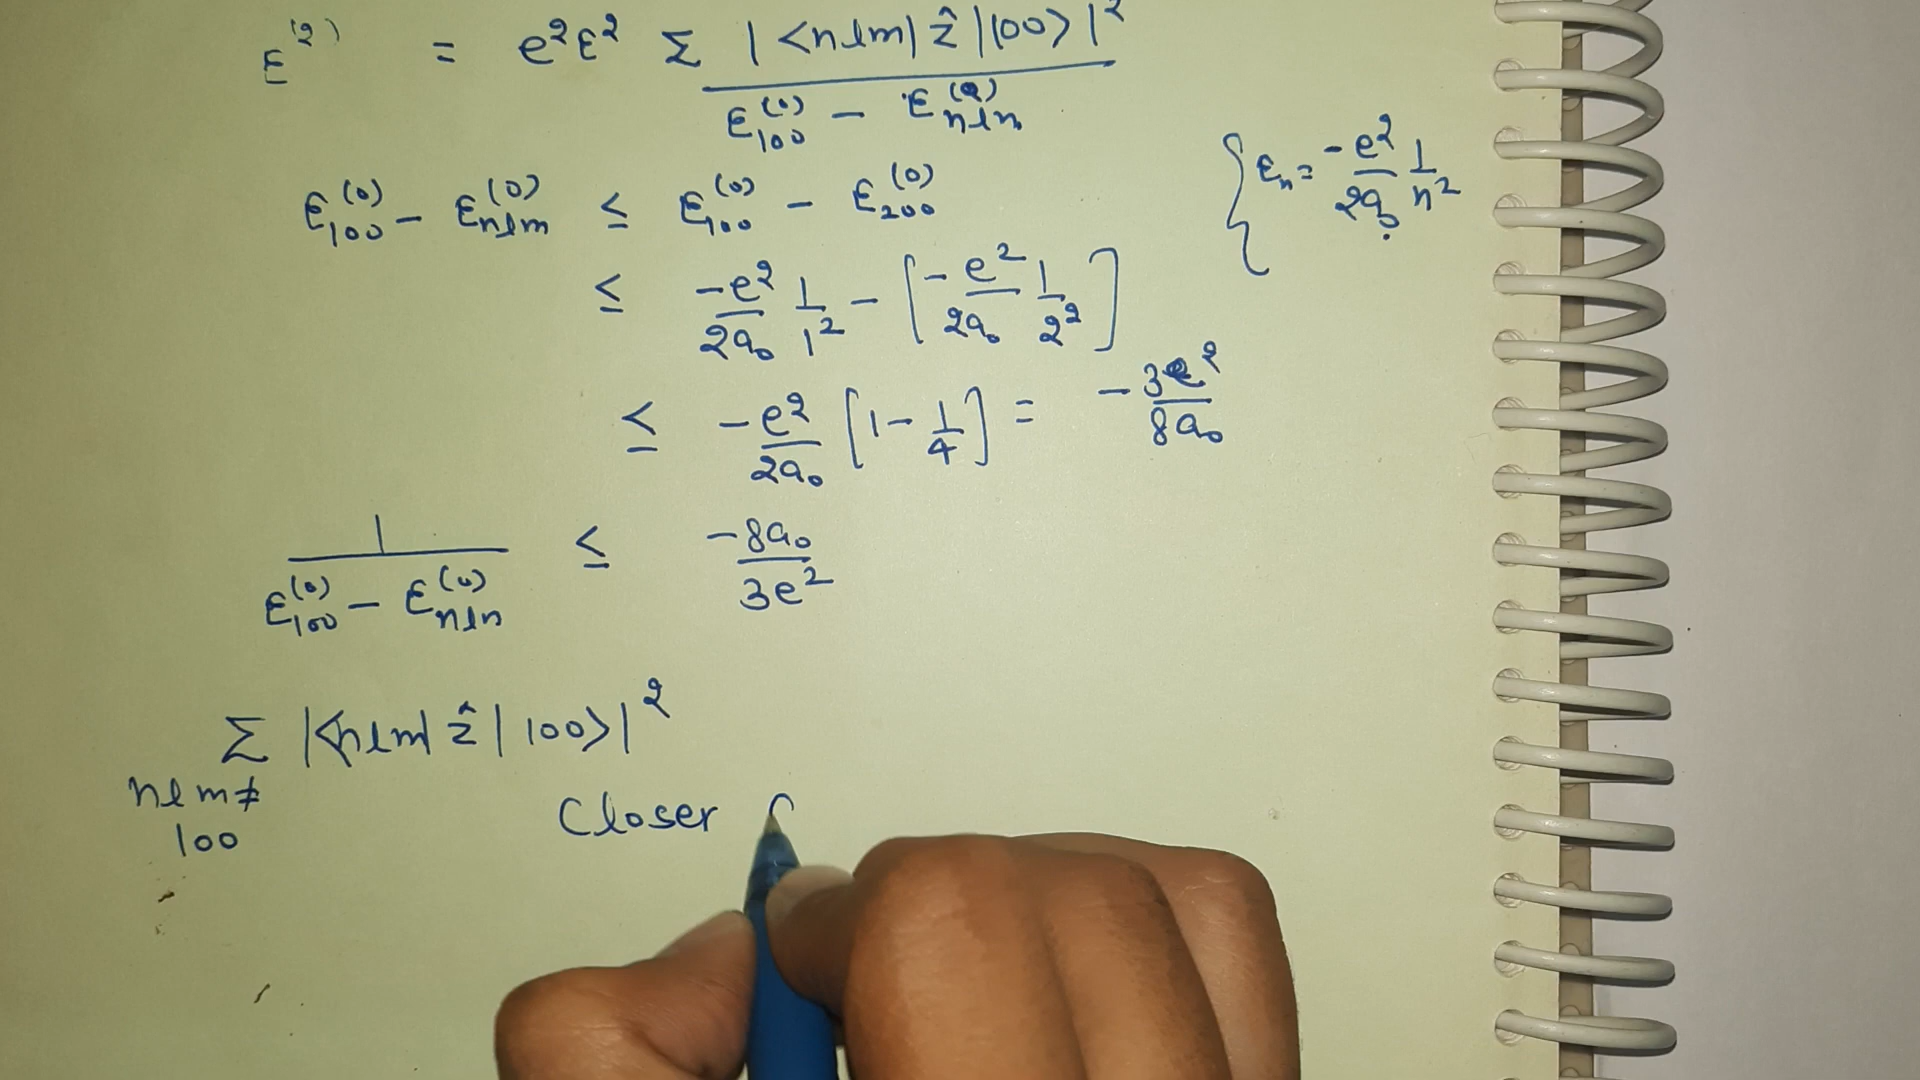 E^(2) = e²ε² Σ |<nlm| ẑ |100>|² / E_100^(0) − E_nlm^(0)
E_100^(0) − E_nlm^(0) ≤ E_100^(0) − E_200^(0)
{ E_n = −e²/2a₀ 1/n²
≤ −e²/2a₀ 1/1² − [−e²/2a₀ 1/2²]
≤ −e²/2a₀ [1 − 1/4] = −3e²/8a₀
1 / E_100^(0) − E_nlm^(0) ≤ −8a₀/3e²
Σ |<nlm| ẑ |100>|²
nlm ≠
100
Closer